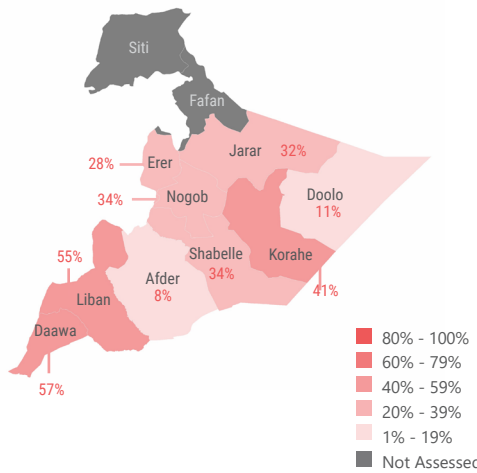 Siti
Fafan
Jarar 32%
Erer
28%
Nogob
34%
Doolo
11%
Shabelle
34%
Korahe
41%
55%
Afder
8%
Liban
Daawa
57%
80% - 100%
60% - 79%
40% - 59%
20% - 39%
1% - 19%
Not Assessed